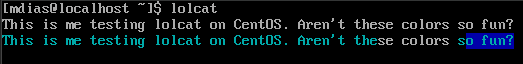 [mdias@localhost ~]$ lolcat
This is me testing lolcat on CentOS. Aren't these colors so fun?
This is me testing lolcat on CentOS. Aren't these colors so fun?